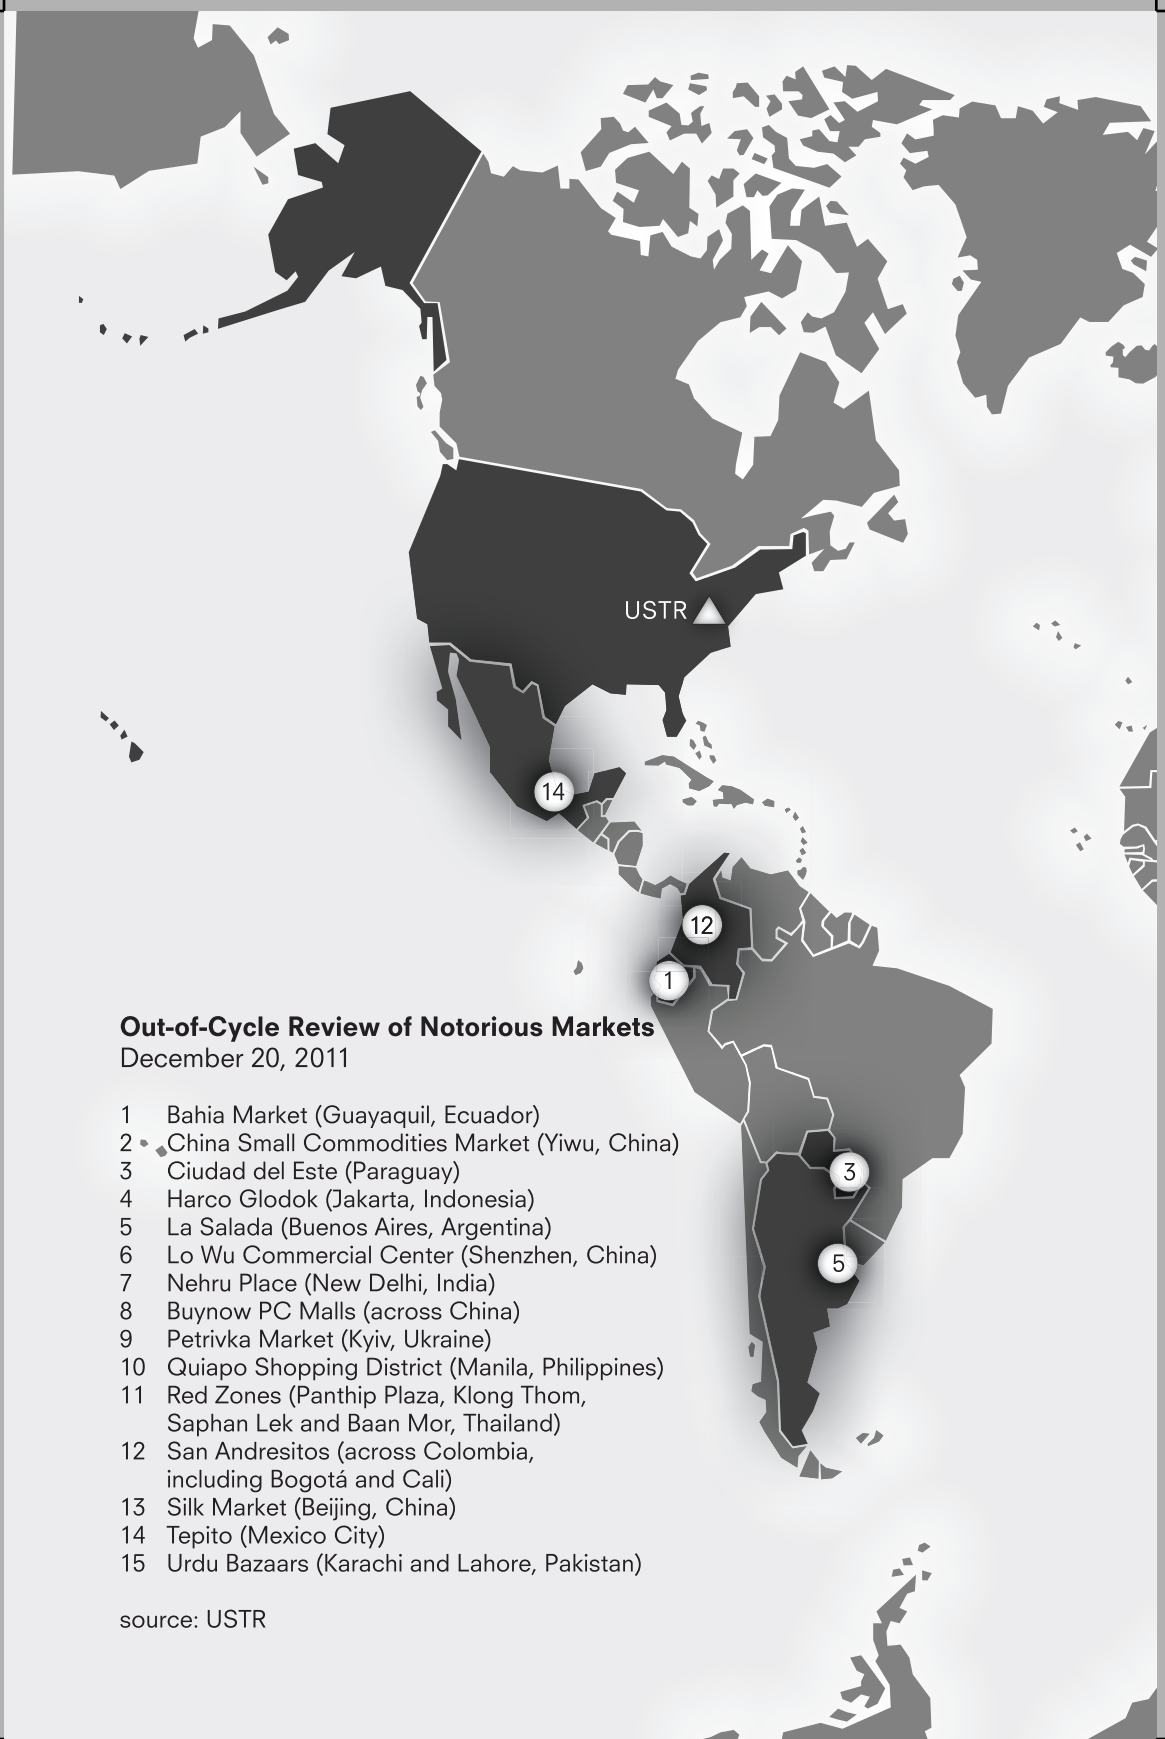 USTR
14
12
1
Out-of-Cycle Review of Notorious Markets
December 20, 2011
1 Bahia Market (Guayaquil, Ecuador)
2 China Small Commodities Market (Yiwu, China)
3 Ciudad del Este (Paraguay)
3
4 Harco Glodok (Jakarta, Indonesia)
5 La Salada (Buenos Aires, Argentina)
6 Lo Wu Commercial Center (Shenzhen, China)
5
7 Nehru Place (New Delhi, India)
8 Buynow PC Malls (across China)
9 Petrivka Market (Kyiv, Ukraine)
10 Quiapo Shopping District (Manila, Philippines)
11 Red Zones (Panthip Plaza, Klong Thom,
Saphan Lek and Baan Mor, Thailand)
12 San Andresitos (across Colombia,
including Bogotá and Cali)
13 Silk Market (Beijing, China)
14 Tepito (Mexico City)
15 Urdu Bazaars (Karachi and Lahore, Pakistan)
source: USTR